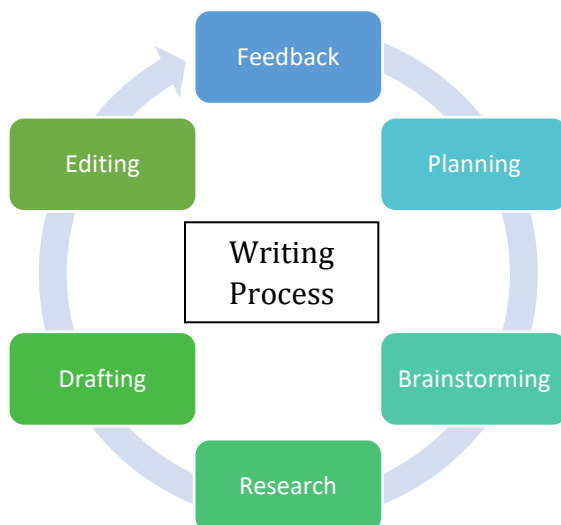 Feedback
Planning
Brainstorming
Research
Drafting
Editing
Writing
Process